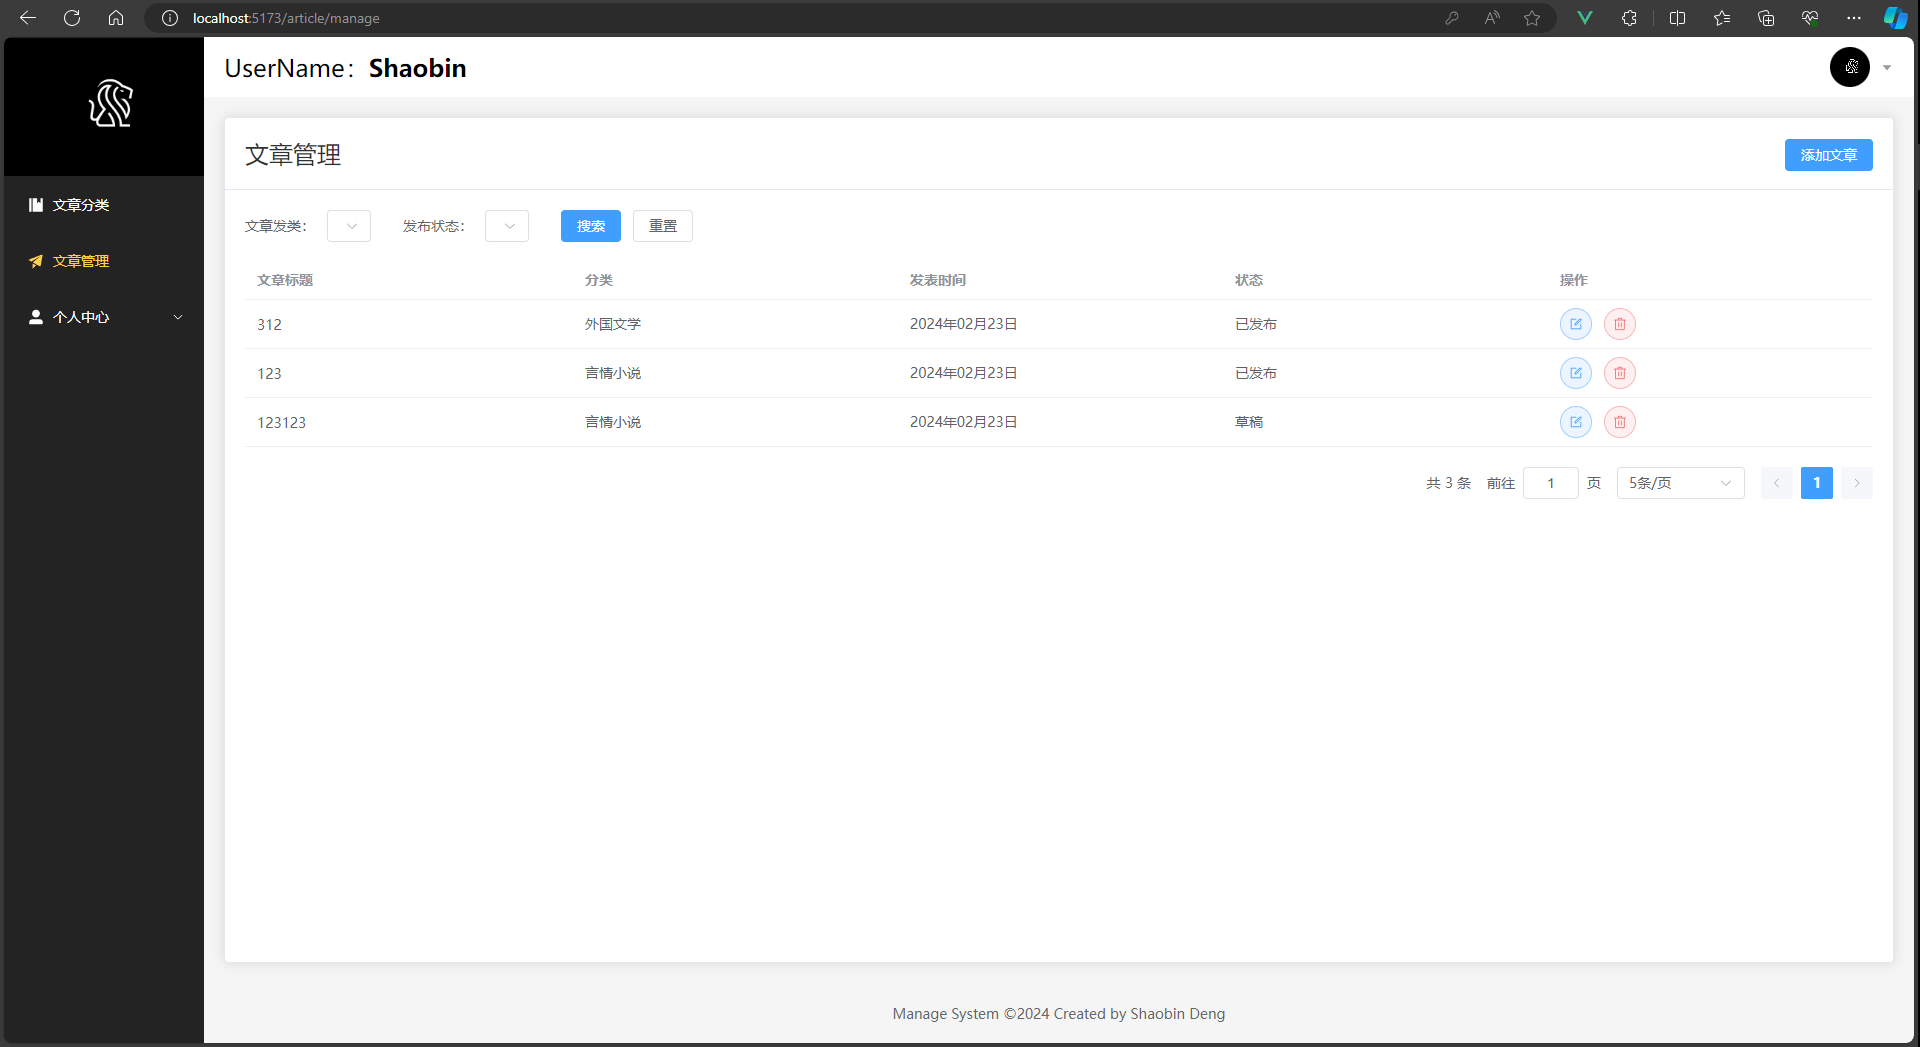 localhost:5173/article/manage
UserName：Shaobin
文章分类
文章管理
个人中心
文章管理
添加文章
文章发类：
发布状态：
搜索
重置
文章标题 分类 发表时间 状态 操作
312 外国文学 2024年02月23日 已发布
123 言情小说 2024年02月23日 已发布
123123 言情小说 2024年02月23日 草稿
共 3 条 前往 1 页 5条/页 1
Manage System ©2024 Created by Shaobin Deng